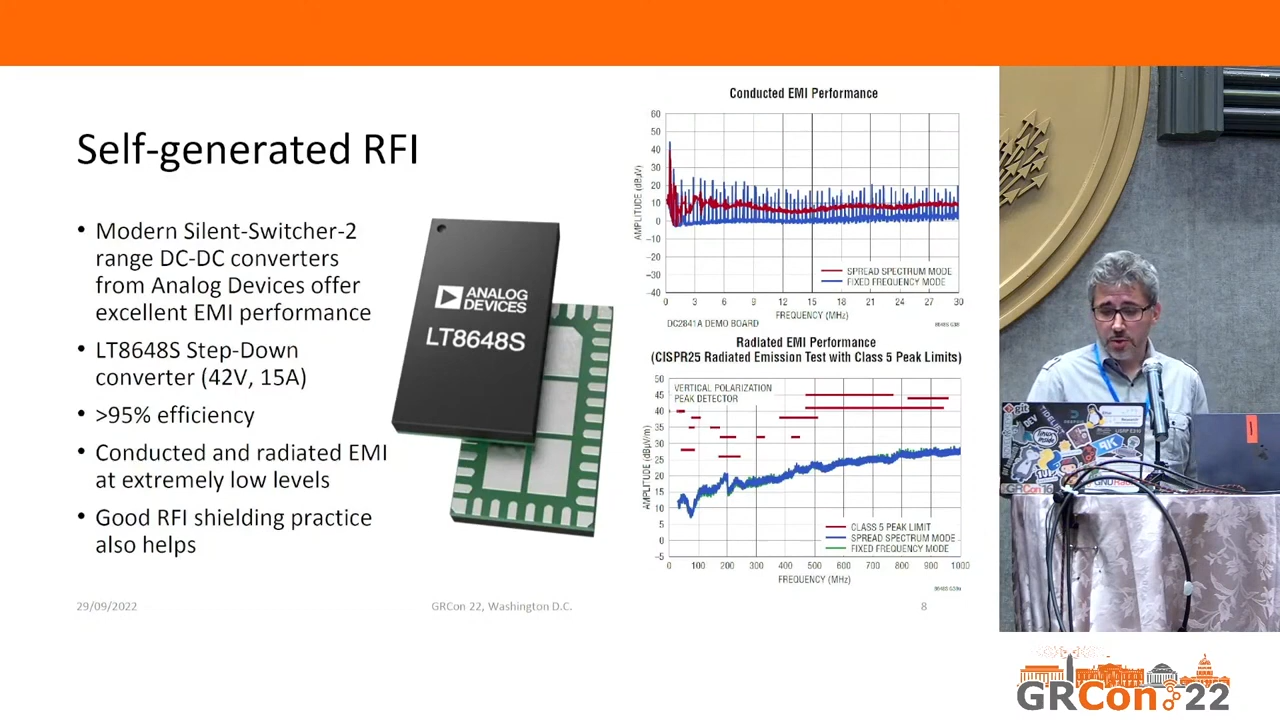 Self-generated RFI
• Modern Silent-Switcher-2
range DC-DC converters
from Analog Devices offer
excellent EMI performance
• LT8648S Step-Down
converter (42V, 15A)
• >95% efficiency
• Conducted and radiated EMI
at extremely low levels
• Good RFI shielding practice
also helps
ANALOG
DEVICES
LT8648S
Conducted EMI Performance
AMPLITUDE (dBµV)
60
50
40
30
20
10
0
−10
−20
−30
−40
SPREAD SPECTRUM MODE
FIXED FREQUENCY MODE
0 3 6 9 12 15 18 21 24 27 30
FREQUENCY (MHz)
DC2841A DEMO BOARD
Radiated EMI Performance
(CISPR25 Radiated Emission Test with Class 5 Peak Limits)
AMPLITUDE (dBµV/m)
50
45
40
35
30
25
20
15
10
5
0
−5
VERTICAL POLARIZATION
PEAK DETECTOR
CLASS 5 PEAK LIMIT
SPREAD SPECTRUM MODE
FIXED FREQUENCY MODE
0 100 200 300 400 500 600 700 800 900 1000
FREQUENCY (MHz)
29/09/2022
GRCon 22, Washington D.C.
8
git
DEV
GRCon 16
GRCon 22